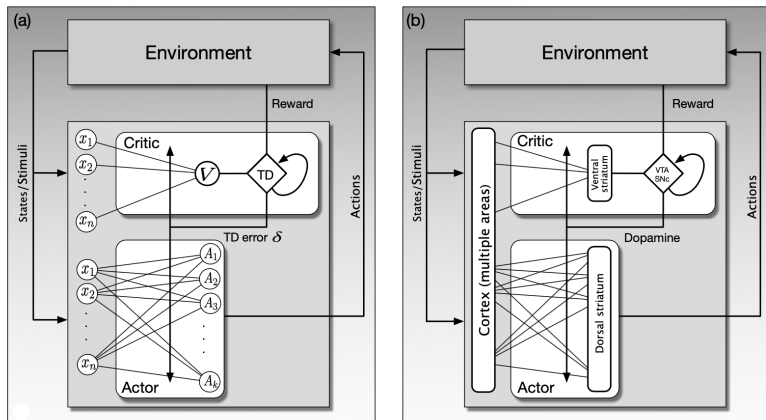 (a)
Environment
Reward
Critic
x1
x2
xn
V
TD
TD error δ
States/Stimuli
Actions
x1
x2
xn
A1
A2
A3
Ak
Actor
(b)
Environment
Reward
Critic
Ventral
striatum
VTA
SNc
Dopamine
States/Stimuli
Actions
Cortex (multiple areas)
Dorsal striatum
Actor